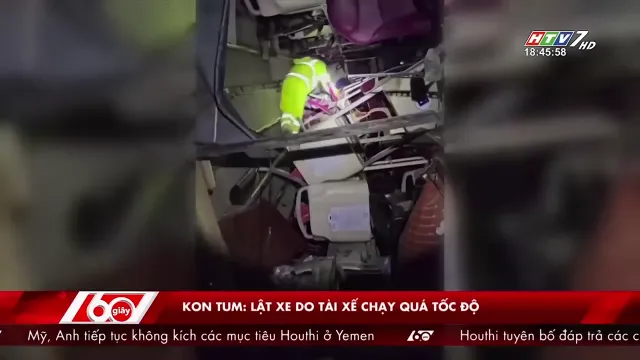 HTV7 HD
18:45:58
60 giây
KON TUM: LẬT XE DO TÀI XẾ CHẠY QUÁ TỐC ĐỘ
Mỹ, Anh tiếp tục không kích các mục tiêu Houthi ở Yemen 60 Houthi tuyên bố đáp trả các c